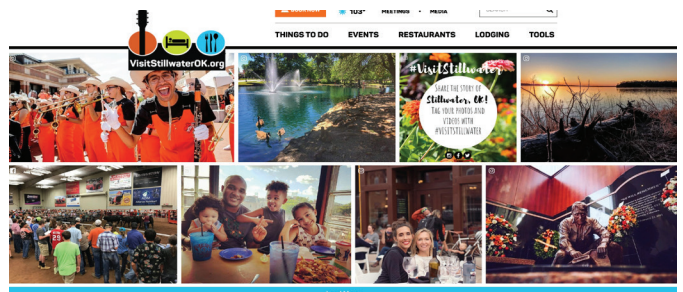 103°
MEETINGS • MEDIA
THINGS TO DO EVENTS RESTAURANTS LODGING TOOLS
VisitStillwaterOK.org
#VisitStillwater
SHARE THE STORY OF
Stillwater, OK!
TAG YOUR PHOTOS AND
VIDEOS WITH
#VISITSTILLWATER